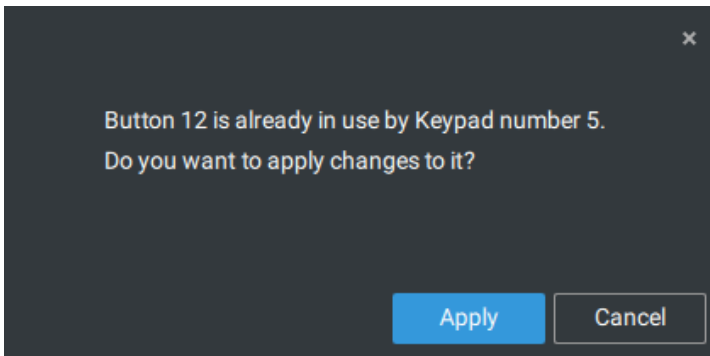 ×
Button 12 is already in use by Keypad number 5.
Do you want to apply changes to it?
Apply Cancel